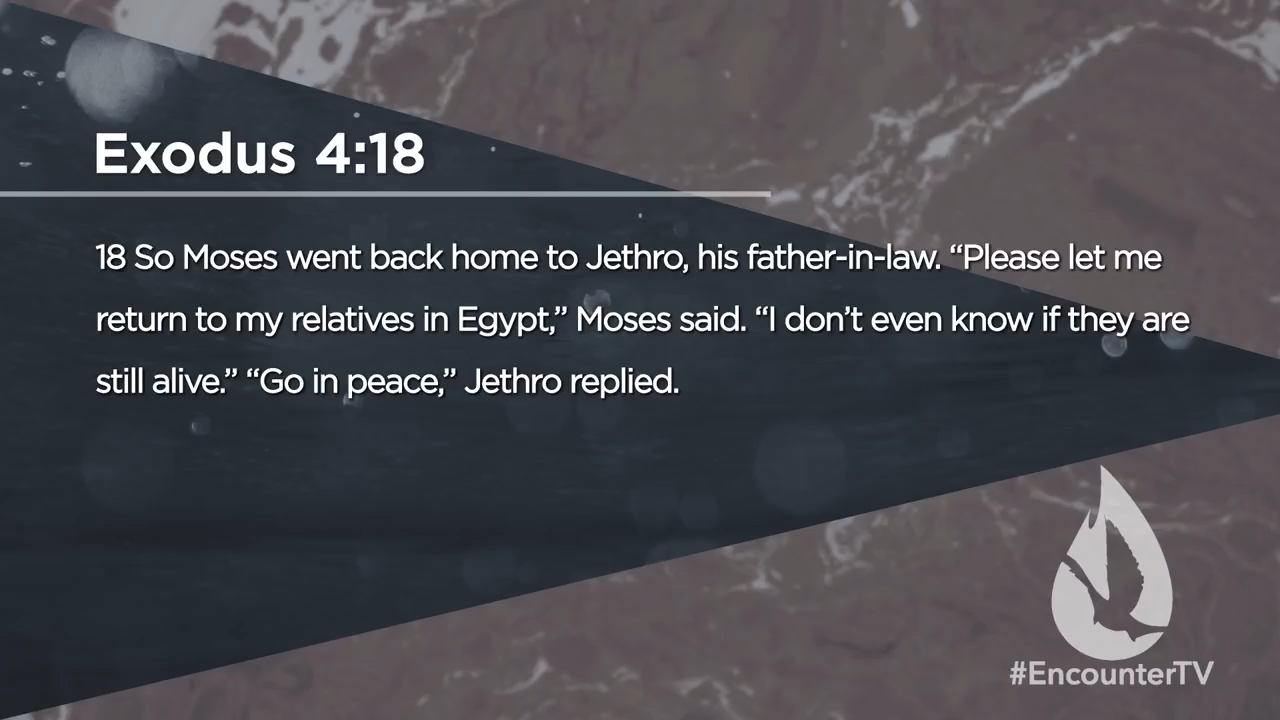 Exodus 4:18
18 So Moses went back home to Jethro, his father-in-law. “Please let me
return to my relatives in Egypt,” Moses said. “I don’t even know if they are
still alive.” “Go in peace,” Jethro replied.
#EncounterTV